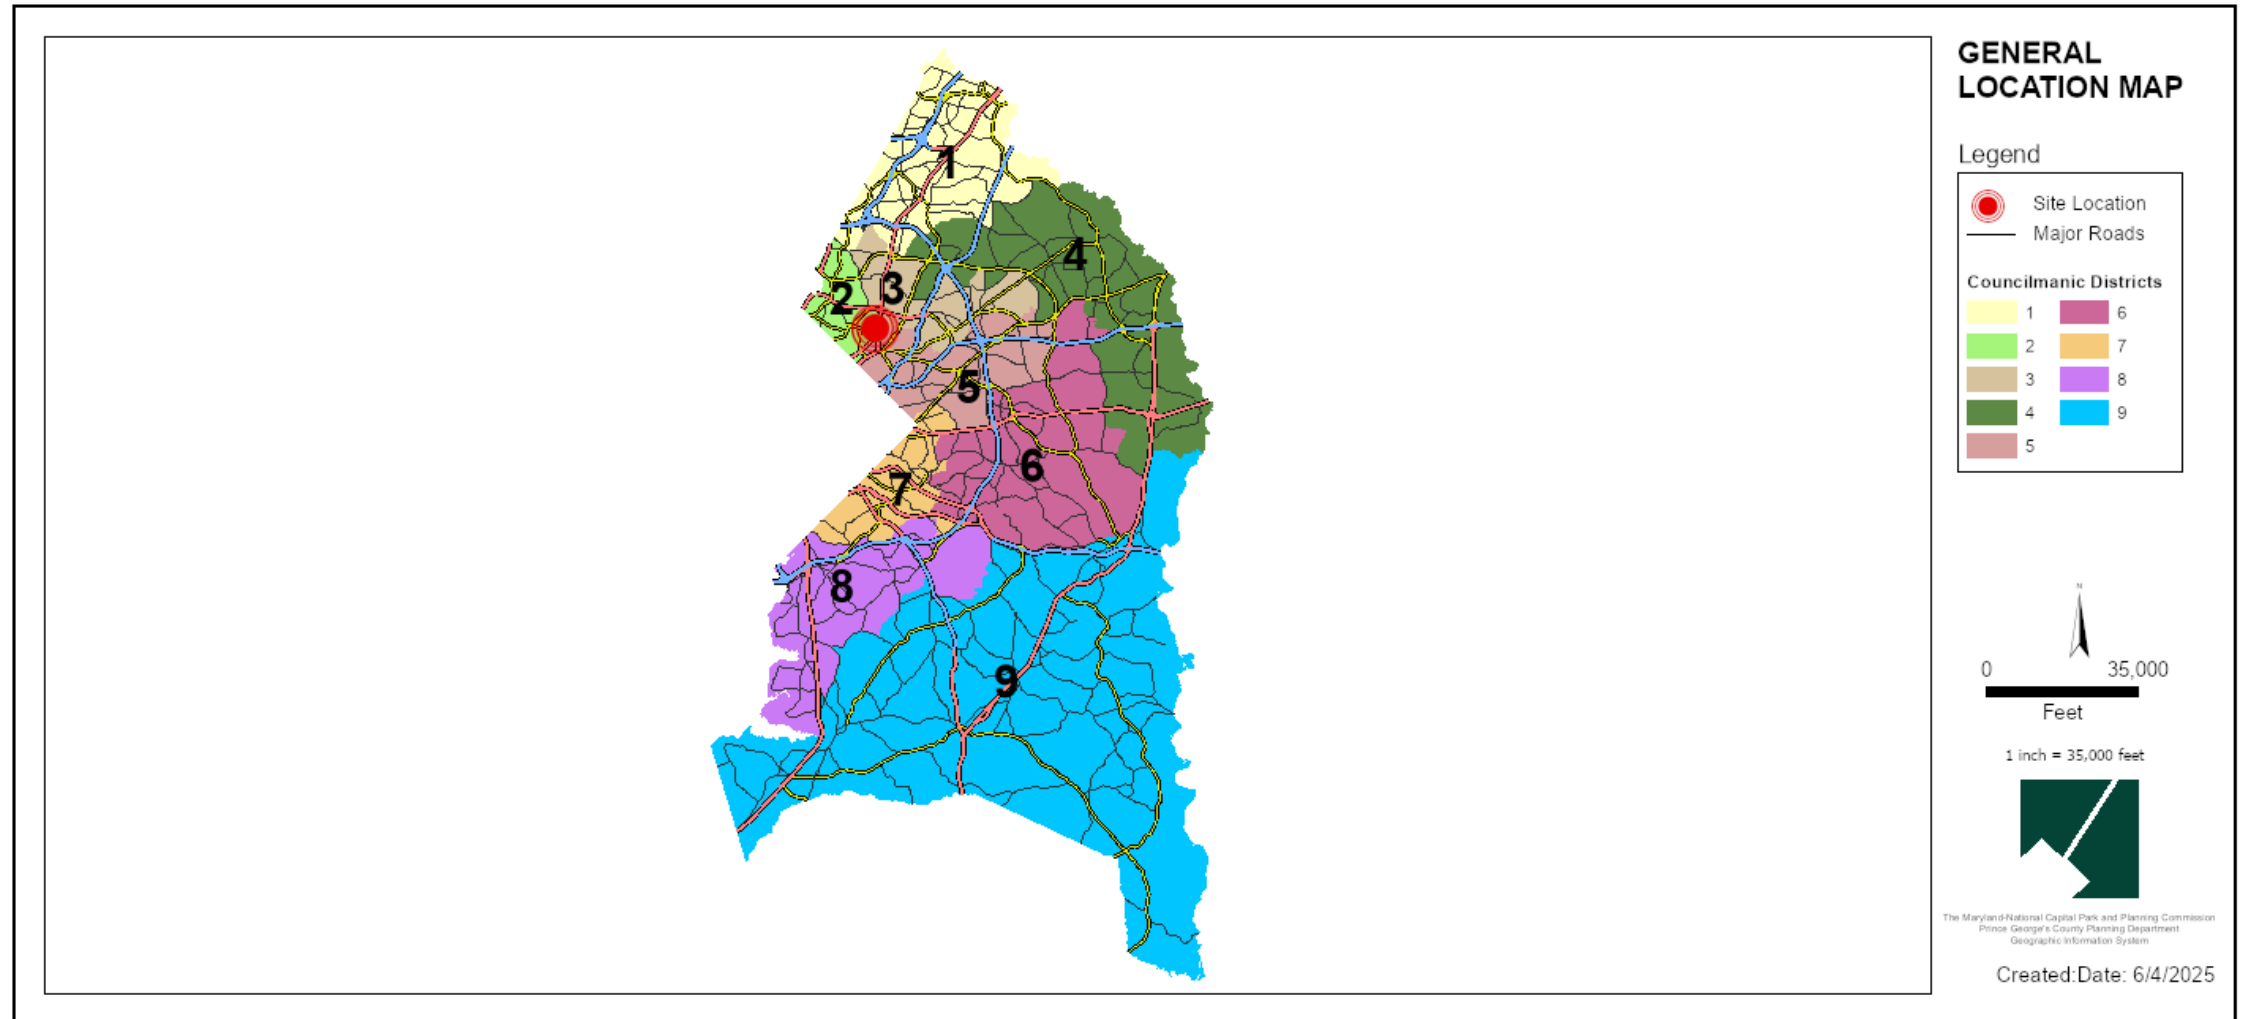 GENERAL
LOCATION MAP
Legend
Site Location
Major Roads
Councilmanic Districts
1 6
2 7
3 8
4 9
5
1
4
3
2
5
6
7
8
9
N
0 35,000
Feet
1 inch = 35,000 feet
The Maryland-National Capital Park and Planning Commission
Prince George's County Planning Department
Geographic Information System
Created:Date: 6/4/2025